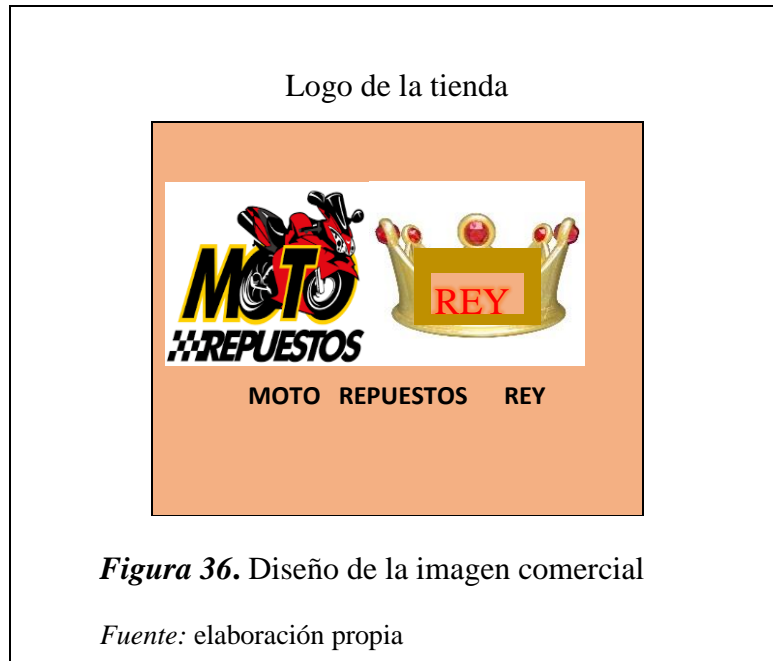 Logo de la tienda
MOTO
REPUESTOS
REY
MOTO REPUESTOS REY
Figura 36. Diseño de la imagen comercial
Fuente: elaboración propia